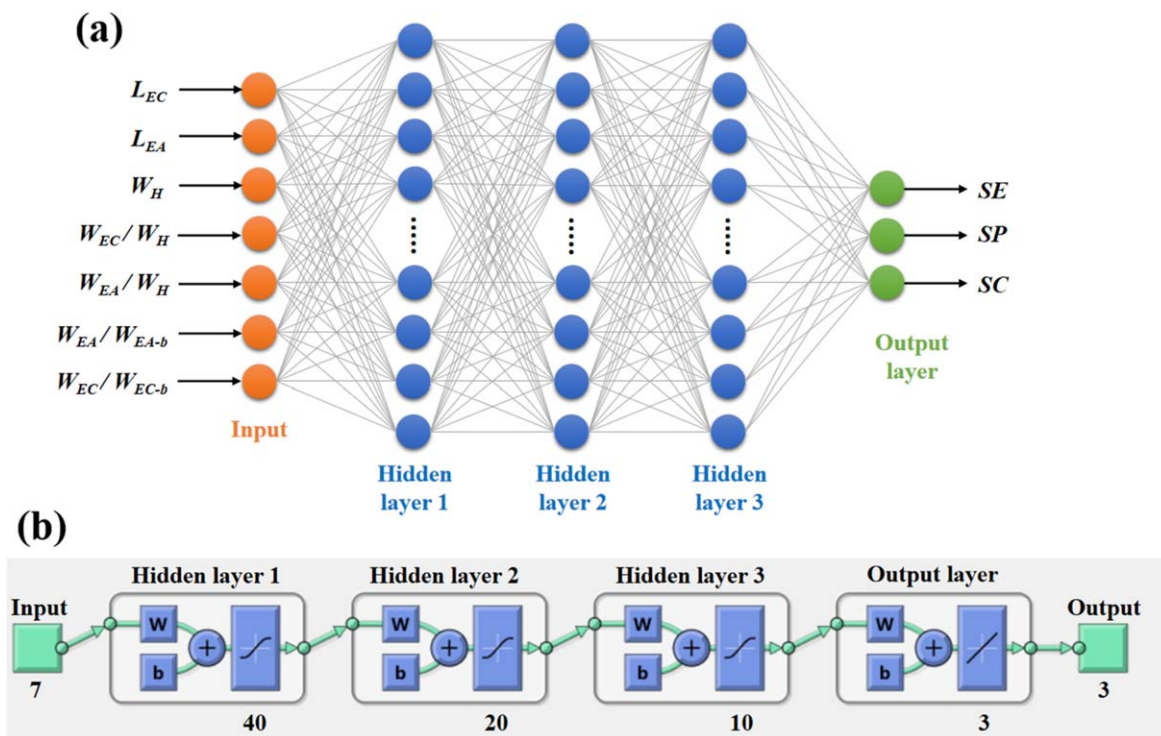 (a)
L_EC
L_EA
W_H
W_EC / W_H
W_EA / W_H
W_EA / W_EA-b
W_EC / W_EC-b
Input
Hidden
layer 1
Hidden
layer 2
Hidden
layer 3
SE
SP
SC
Output
layer
(b)
Input
7
Hidden layer 1
W
b
+
40
Hidden layer 2
W
b
+
20
Hidden layer 3
W
b
+
10
Output layer
W
b
+
3
Output
3